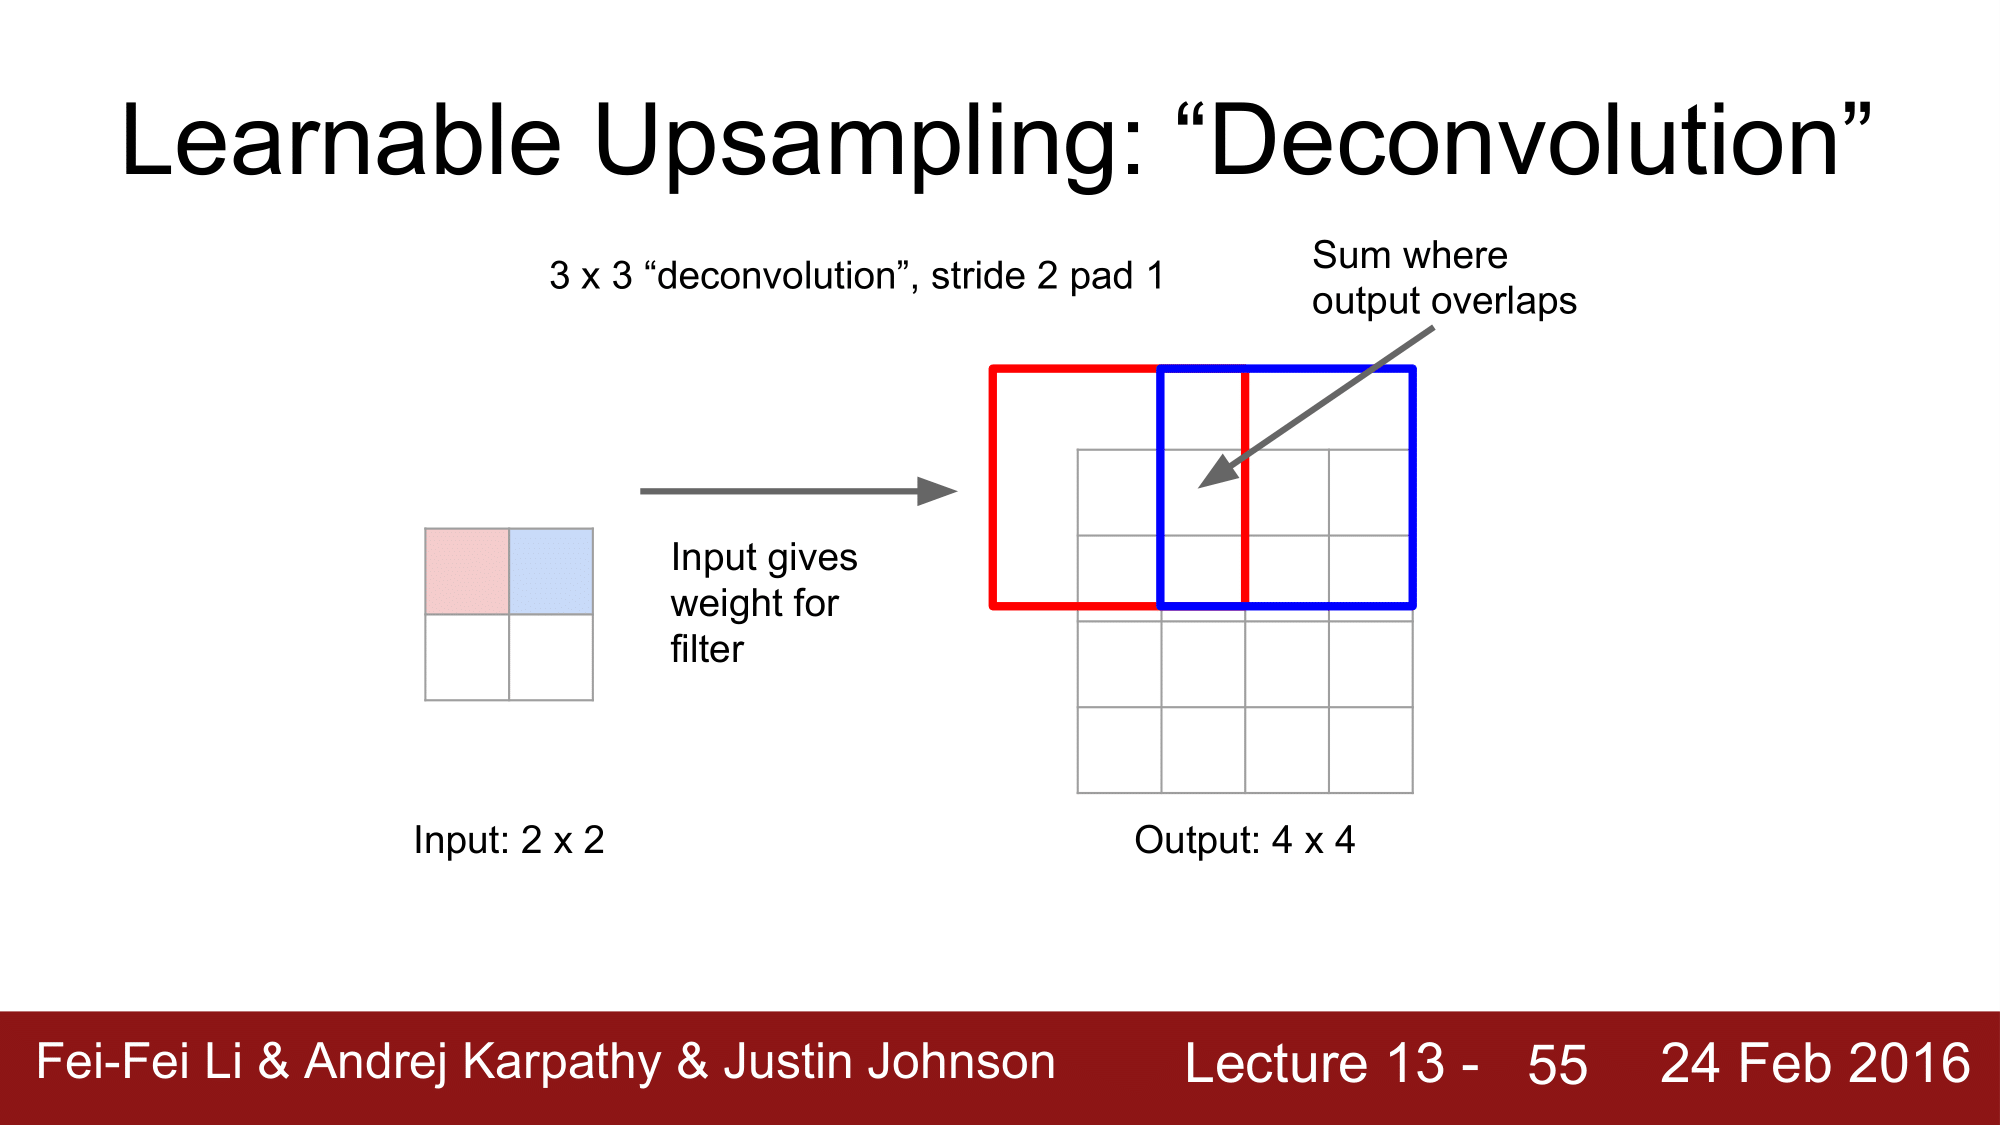 Learnable Upsampling: “Deconvolution”
3 x 3 “deconvolution”, stride 2 pad 1
Sum where
output overlaps
Input gives
weight for
filter
Input: 2 x 2
Output: 4 x 4
Fei-Fei Li & Andrej Karpathy & Justin Johnson
Lecture 13 - 55
24 Feb 2016